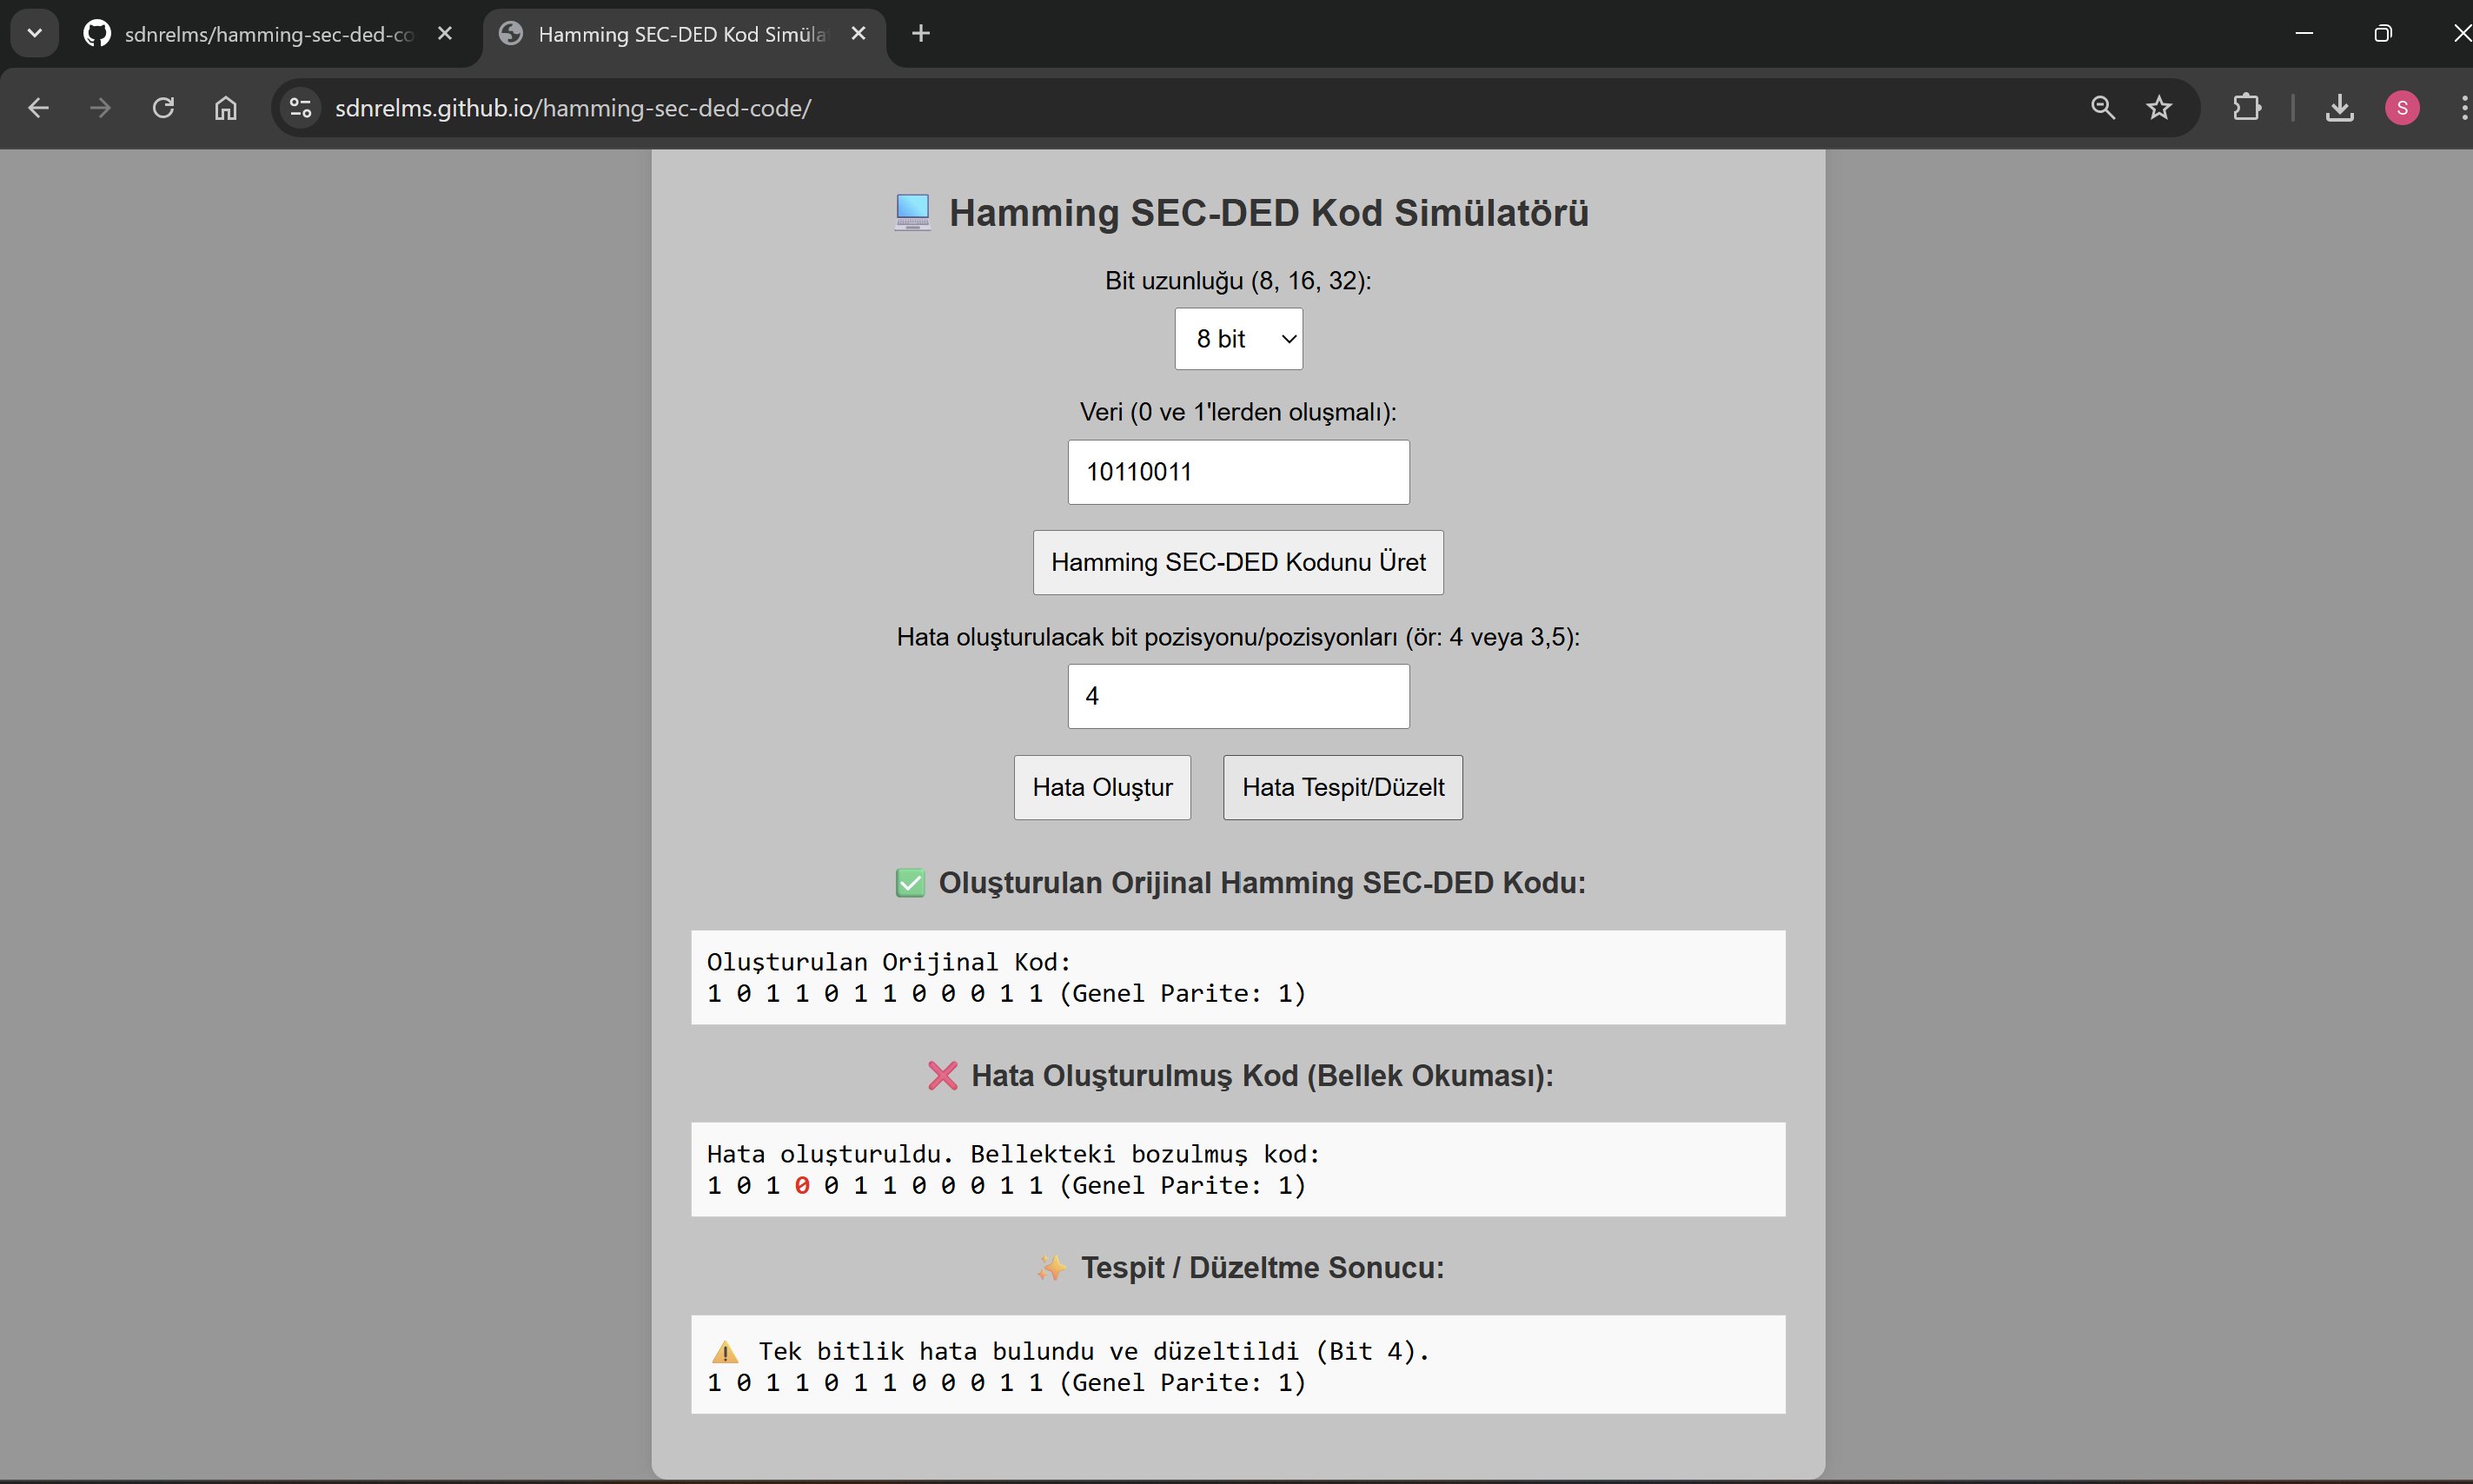 sdnrelms/hamming-sec-ded-co
Hamming SEC-DED Kod Simüla
sdnrelms.github.io/hamming-sec-ded-code/
S
Hamming SEC-DED Kod Simülatörü
Bit uzunluğu (8, 16, 32):
8 bit
Veri (0 ve 1'lerden oluşmalı):
10110011
Hamming SEC-DED Kodunu Üret
Hata oluşturulacak bit pozisyonu/pozisyonları (ör: 4 veya 3,5):
4
Hata Oluştur
Hata Tespit/Düzelt
Oluşturulan Orijinal Hamming SEC-DED Kodu:
Oluşturulan Orijinal Kod:
1 0 1 1 0 1 1 0 0 0 1 1 (Genel Parite: 1)
Hata Oluşturulmuş Kod (Bellek Okuması):
Hata oluşturuldu. Bellekteki bozulmuş kod:
1 0 1 0 0 1 1 0 0 0 1 1 (Genel Parite: 1)
Tespit / Düzeltme Sonucu:
Tek bitlik hata bulundu ve düzeltildi (Bit 4).
1 0 1 1 0 1 1 0 0 0 1 1 (Genel Parite: 1)